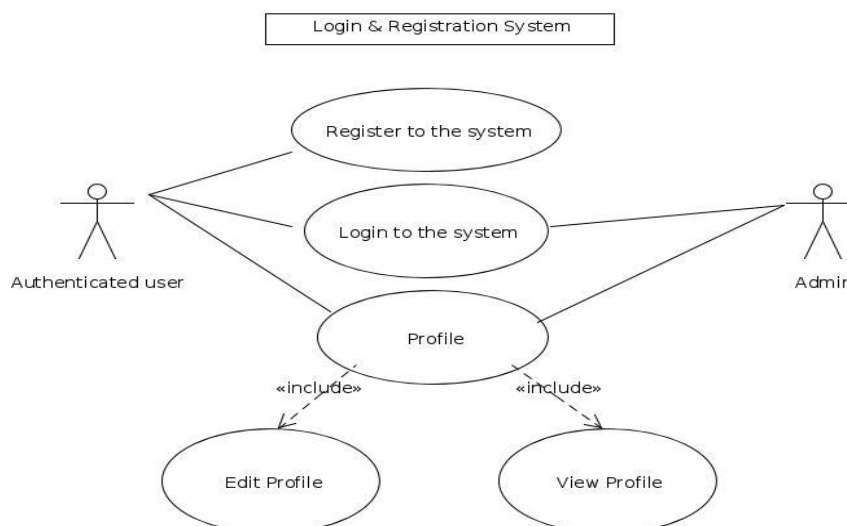 Login & Registration System
Register to the system
Login to the system
Authenticated user
Admin
Profile
«include»
«include»
Edit Profile
View Profile